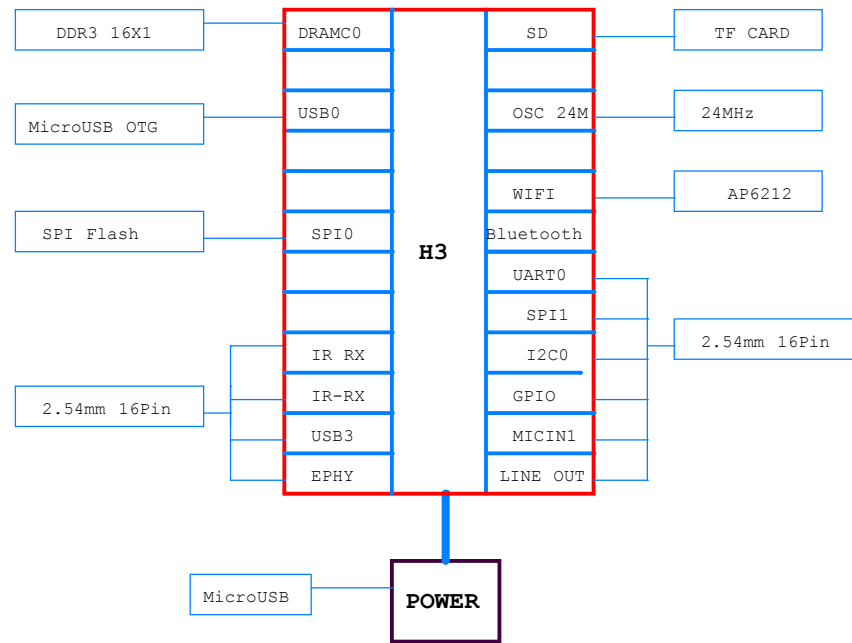 DDR3 16X1
DRAMC0
SD
TF CARD
MicroUSB OTG
USB0
OSC 24M
24MHz
WIFI
AP6212
SPI Flash
SPI0
H3
Bluetooth
UART0
SPI1
IR RX
I2C0
2.54mm 16Pin
2.54mm 16Pin
IR-RX
GPIO
USB3
MICIN1
EPHY
LINE OUT
MicroUSB
POWER